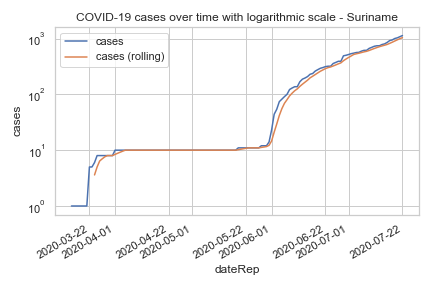 COVID-19 cases over time with logarithmic scale - Suriname
cases
cases (rolling)
10³
10²
10¹
10⁰
cases
2020-03-22
2020-04-01
2020-04-22
2020-05-01
2020-05-22
2020-06-01
2020-06-22
2020-07-01
2020-07-22
dateRep